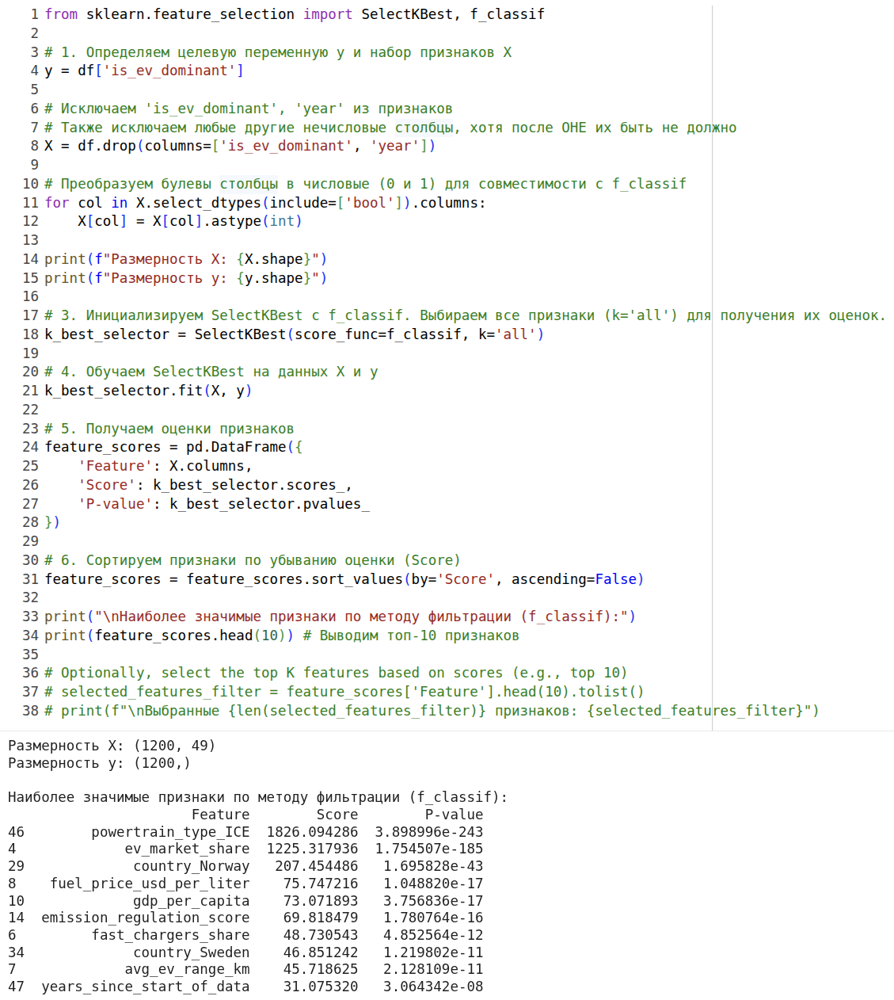 1 from sklearn.feature_selection import SelectKBest, f_classif
2
3 # 1. Определяем целевую переменную y и набор признаков X
4 y = df['is_ev_dominant']
5
6 # Исключаем 'is_ev_dominant', 'year' из признаков
7 # Также исключаем любые другие нечисловые столбцы, хотя после OHE их быть не должно
8 X = df.drop(columns=['is_ev_dominant', 'year'])
9
10 # Преобразуем булевы столбцы в числовые (0 и 1) для совместимости с f_classif
11 for col in X.select_dtypes(include=['bool']).columns:
12     X[col] = X[col].astype(int)
13
14 print(f"Размерность X: {X.shape}")
15 print(f"Размерность y: {y.shape}")
16
17 # 3. Инициализируем SelectKBest с f_classif. Выбираем все признаки (k='all') для получения их оценок.
18 k_best_selector = SelectKBest(score_func=f_classif, k='all')
19
20 # 4. Обучаем SelectKBest на данных X и y
21 k_best_selector.fit(X, y)
22
23 # 5. Получаем оценки признаков
24 feature_scores = pd.DataFrame({
25     'Feature': X.columns,
26     'Score': k_best_selector.scores_,
27     'P-value': k_best_selector.pvalues_
28 })
29
30 # 6. Сортируем признаки по убыванию оценки (Score)
31 feature_scores = feature_scores.sort_values(by='Score', ascending=False)
32
33 print("\nНаиболее значимые признаки по методу фильтрации (f_classif):")
34 print(feature_scores.head(10)) # Выводим топ-10 признаков
35
36 # Optionally, select the top K features based on scores (e.g., top 10)
37 # selected_features_filter = feature_scores['Feature'].head(10).tolist()
38 # print(f"\nВыбранные {len(selected_features_filter)} признаков: {selected_features_filter}")
Размерность X: (1200, 49)
Размерность y: (1200,)

Наиболее значимые признаки по методу фильтрации (f_classif):
                      Feature        Score        P-value
46        powertrain_type_ICE  1826.094286  3.898996e-243
4             ev_market_share  1225.317936  1.754507e-185
29             country_Norway   207.454486   1.695828e-43
8    fuel_price_usd_per_liter    75.747216   1.048820e-17
10             gdp_per_capita    73.071893   3.756836e-17
14  emission_regulation_score    69.818479   1.780764e-16
6         fast_chargers_share    48.730543   4.852564e-12
34             country_Sweden    46.851242   1.219802e-11
7             avg_ev_range_km    45.718625   2.128109e-11
47  years_since_start_of_data    31.075320   3.064342e-08